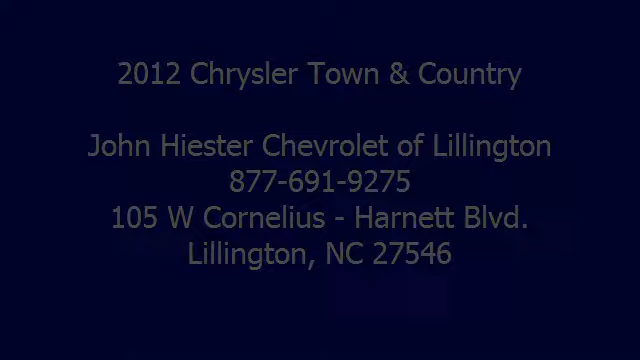 2012 Chrysler Town & Country
John Hiester Chevrolet of Lillington
877-691-9275
105 W Cornelius - Harnett Blvd.
Lillington, NC 27546